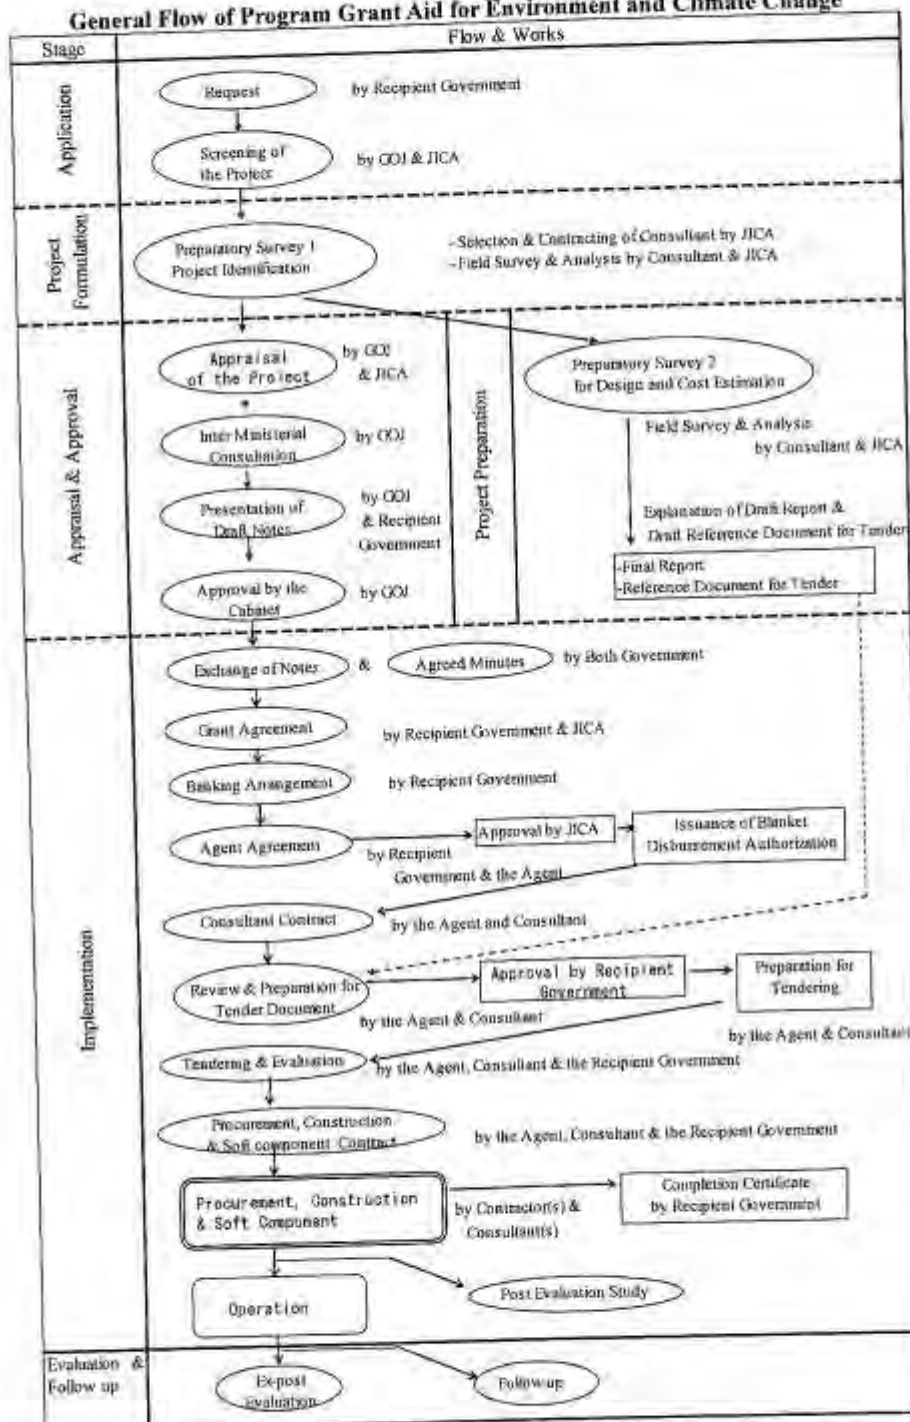 General Flow of Program Grant Aid for Environment and Climate Change
Stage
Flow & Works
Application
Request
by Recipient Government
Screening of
the Project
by GOJ & JICA
Project
Formulation
Preparatory Survey 1
Project Identification
-Selection & Contracting of Consultant by JICA
-Field Survey & Analysis by Consultant & JICA
Appraisal & Approval
Appraisal
of the Project
by GOJ
& JICA
Inter Ministerial
Consultation
by GOJ
Presentation of
Draft Notes
by GOJ
& Recipient
Government
Approval by the
Cabinet
by GOJ
Project Preparation
Preparatory Survey 2
for Design and Cost Estimation
Field Survey & Analysis
by Consultant & JICA
Explanation of Draft Report &
Draft Reference Document for Tender
-Final Report
-Reference Document for Tender
Implementation
Exchange of Notes
&
Agreed Minutes
by Both Government
Grant Agreement
by Recipient Government & JICA
Banking Arrangement
by Recipient Government
Agent Agreement
by Recipient
Government & the Agent
Approval by JICA
Issuance of Blanket
Disbursement Authorization
Consultant Contract
by the Agent and Consultant
Review & Preparation for
Tender Document
by the Agent & Consultant
Approval by Recipient
Government
Preparation for
Tendering
by the Agent & Consultant
Tendering & Evaluation
by the Agent, Consultant & the Recipient Government
Procurement, Construction
& Soft component Contract
by the Agent, Consultant & the Recipient Government
Procurement, Construction
& Soft Component
by Contractor(s) &
Consultant(s)
Completion Certificate
by Recipient Government
Operation
Post Evaluation Study
Evaluation &
Follow up
Ex-post
Evaluation
Follow-up